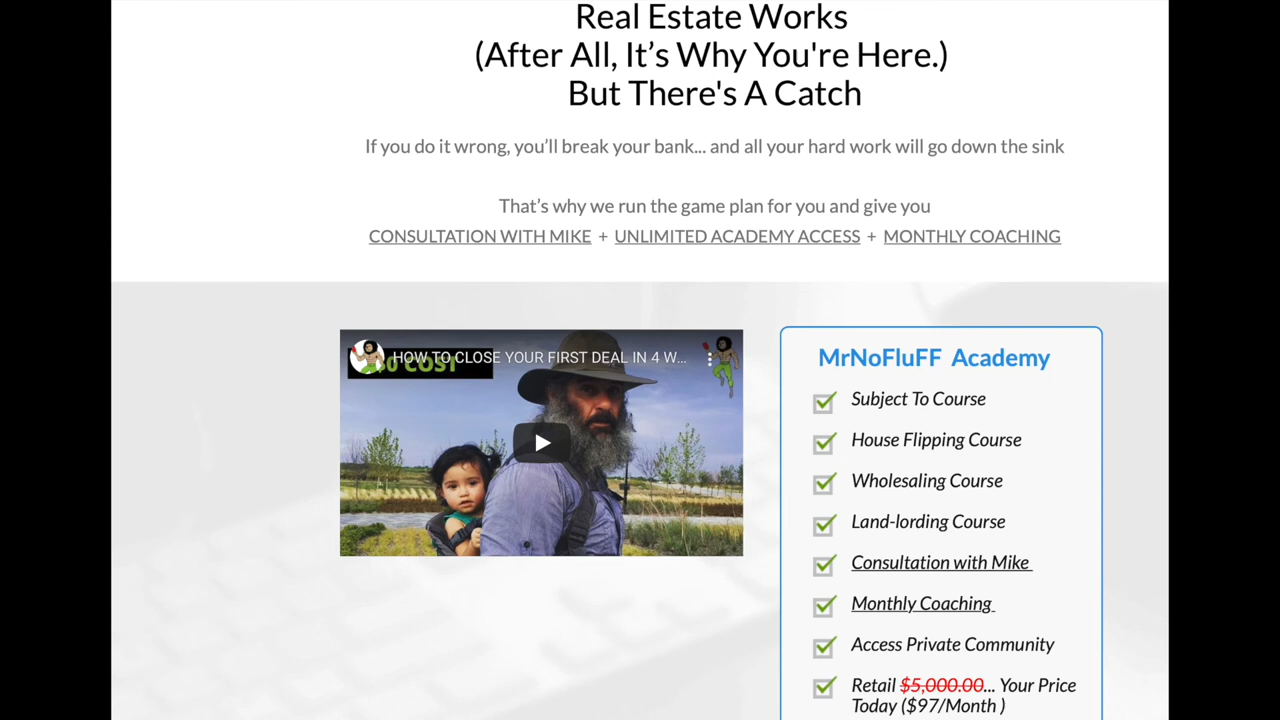 Real Estate Works
(After All, It’s Why You're Here.)
But There's A Catch
If you do it wrong, you’ll break your bank... and all your hard work will go down the sink
That’s why we run the game plan for you and give you
CONSULTATION WITH MIKE + UNLIMITED ACADEMY ACCESS + MONTHLY COACHING
HOW TO CLOSE YOUR FIRST DEAL IN 4 W...
$0 COST
MrNoFluFF Academy
Subject To Course
House Flipping Course
Wholesaling Course
Land-lording Course
Consultation with Mike
Monthly Coaching
Access Private Community
Retail $5,000.00... Your Price
Today ($97/Month )